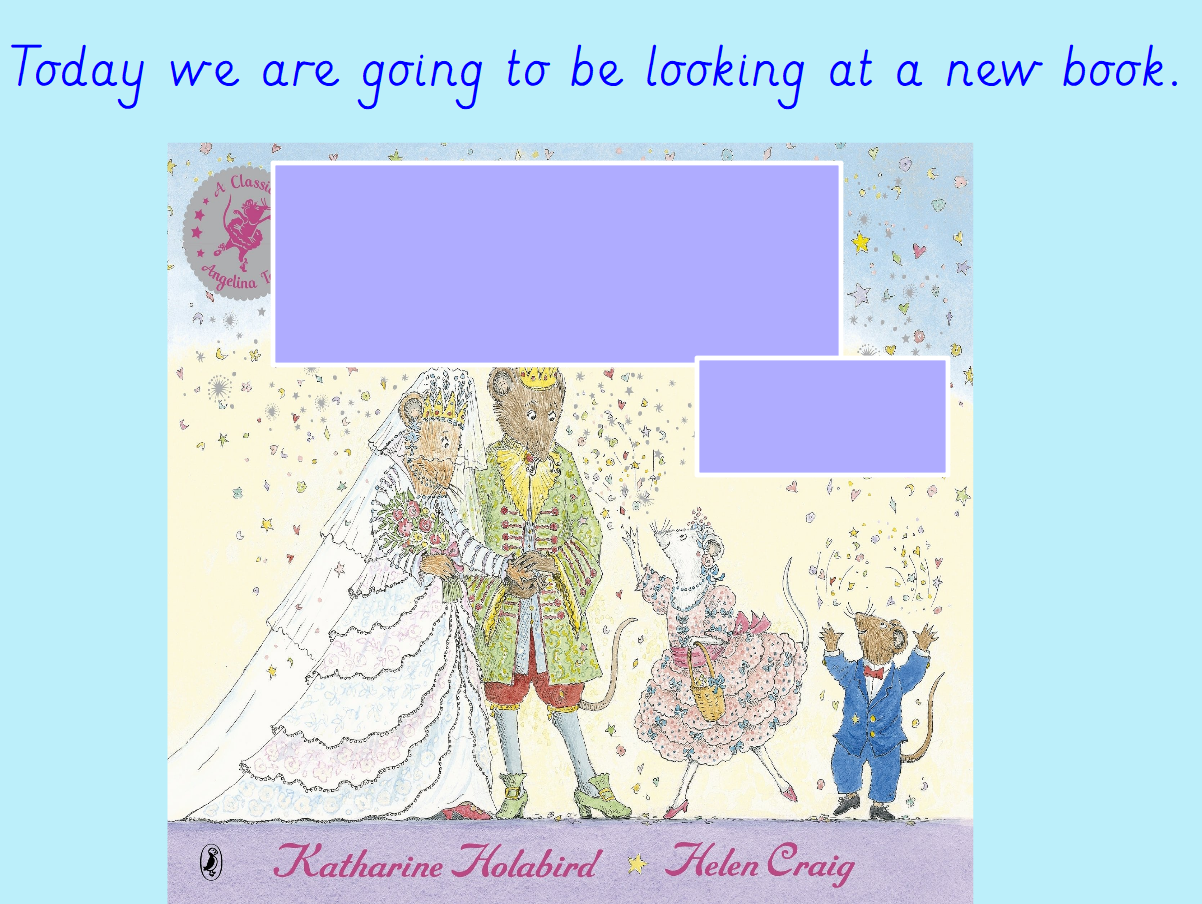 Today we are going to be looking at a new book.
A Classic
Angelina
Katharine Holabird
Helen Craig